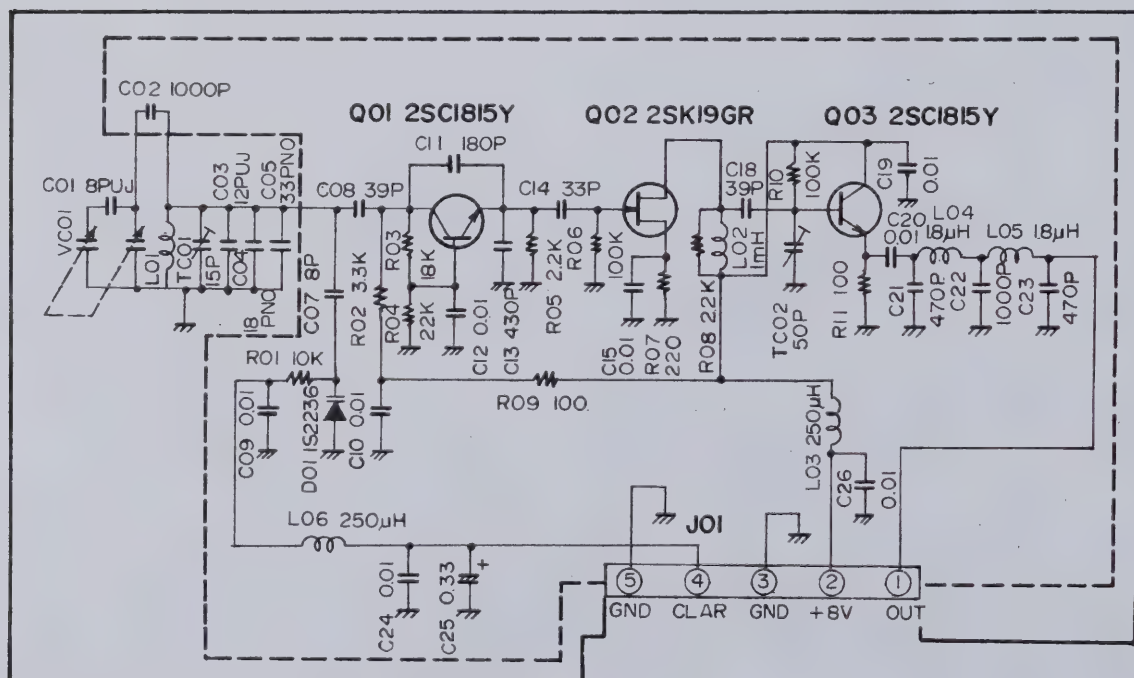 C02 1000P
Q01 2SC1815Y
Q02 2SK19GR
Q03 2SC1815Y
C11 180P
C01 8PUJ
VC01
L01
TC01
15P
C03
12PUJ
C04
18 PNO
C05
33PNO
C08 39P
C07 8P
R02 3.3K
R03
18K
R04
22K
C12 0.01
C13 430P
C14 33P
R05 2.2K
R06
100K
C15
0.01
R07
220
C18
39P
L02
1mH
R08 2.2K
R10
100K
TC02
50P
C19
0.01
C20
0.01
R11 100
L04
1.8μH
L05 1.8μH
C21
470P
C22
1000P
C23
470P
R01 10K
C09 0.01
D01 1S2236
C10 0.01
R09 100
L03 250μH
C26
0.01
L06 250μH
C24 0.01
C25 0.33
+
J01
5 4 3 2 1
GND CLAR GND +8V OUT